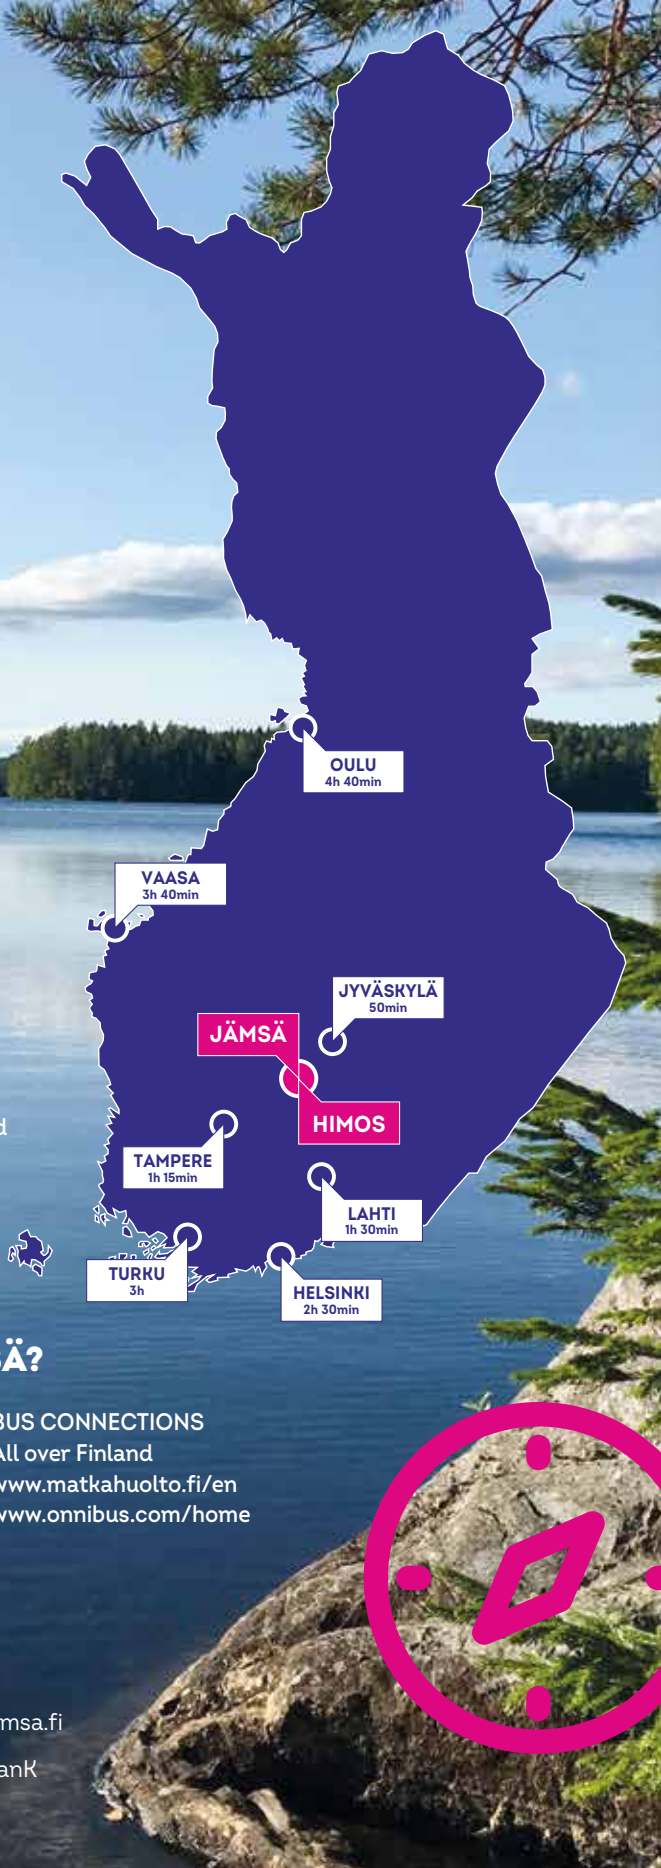 OULU
4h 40min
VAASA
3h 40min
JYVÄSKYLÄ
50min
JÄMSÄ
HIMOS
TAMPERE
1h 15min
LAHTI
1h 30min
TURKU
3h
HELSINKI
2h 30min
Ä?
BUS CONNECTIONS
All over Finland
www.matkahuolto.fi/en
www.onnibus.com/home
msa.fi
anK